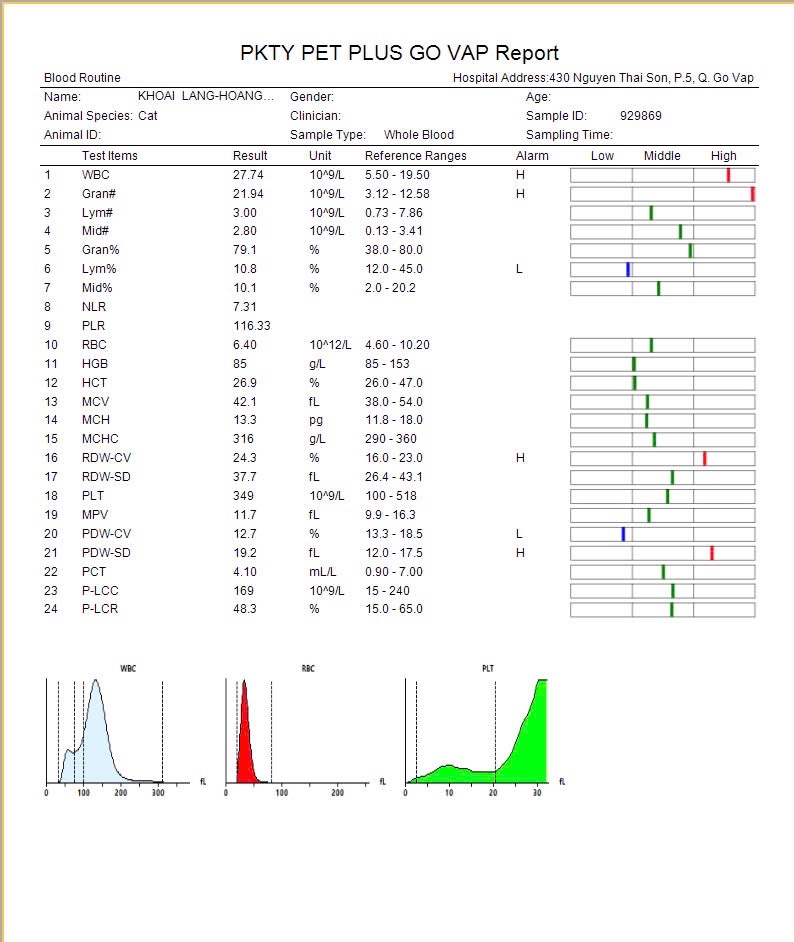 PKTY PET PLUS GO VAP Report
Blood Routine Hospital Address:430 Nguyen Thai Son, P.5, Q. Go Vap
Name: KHOAI LANG-HOANG... Gender: Age:
Animal Species: Cat Clinician: Sample ID: 929869
Animal ID: Sample Type: Whole Blood Sampling Time:
Test Items Result Unit Reference Ranges Alarm Low Middle High
1 WBC 27.74 10^9/L 5.50 - 19.50 H
2 Gran# 21.94 10^9/L 3.12 - 12.58 H
3 Lym# 3.00 10^9/L 0.73 - 7.86
4 Mid# 2.80 10^9/L 0.13 - 3.41
5 Gran% 79.1 % 38.0 - 80.0
6 Lym% 10.8 % 12.0 - 45.0 L
7 Mid% 10.1 % 2.0 - 20.2
8 NLR 7.31
9 PLR 116.33
10 RBC 6.40 10^12/L 4.60 - 10.20
11 HGB 85 g/L 85 - 153
12 HCT 26.9 % 26.0 - 47.0
13 MCV 42.1 fL 38.0 - 54.0
14 MCH 13.3 pg 11.8 - 18.0
15 MCHC 316 g/L 290 - 360
16 RDW-CV 24.3 % 16.0 - 23.0 H
17 RDW-SD 37.7 fL 26.4 - 43.1
18 PLT 349 10^9/L 100 - 518
19 MPV 11.7 fL 9.9 - 16.3
20 PDW-CV 12.7 % 13.3 - 18.5 L
21 PDW-SD 19.2 fL 12.0 - 17.5 H
22 PCT 4.10 mL/L 0.90 - 7.00
23 P-LCC 169 10^9/L 15 - 240
24 P-LCR 48.3 % 15.0 - 65.0
WBC RBC PLT
fL fL fL
0 100 200 300 0 100 200 0 10 20 30